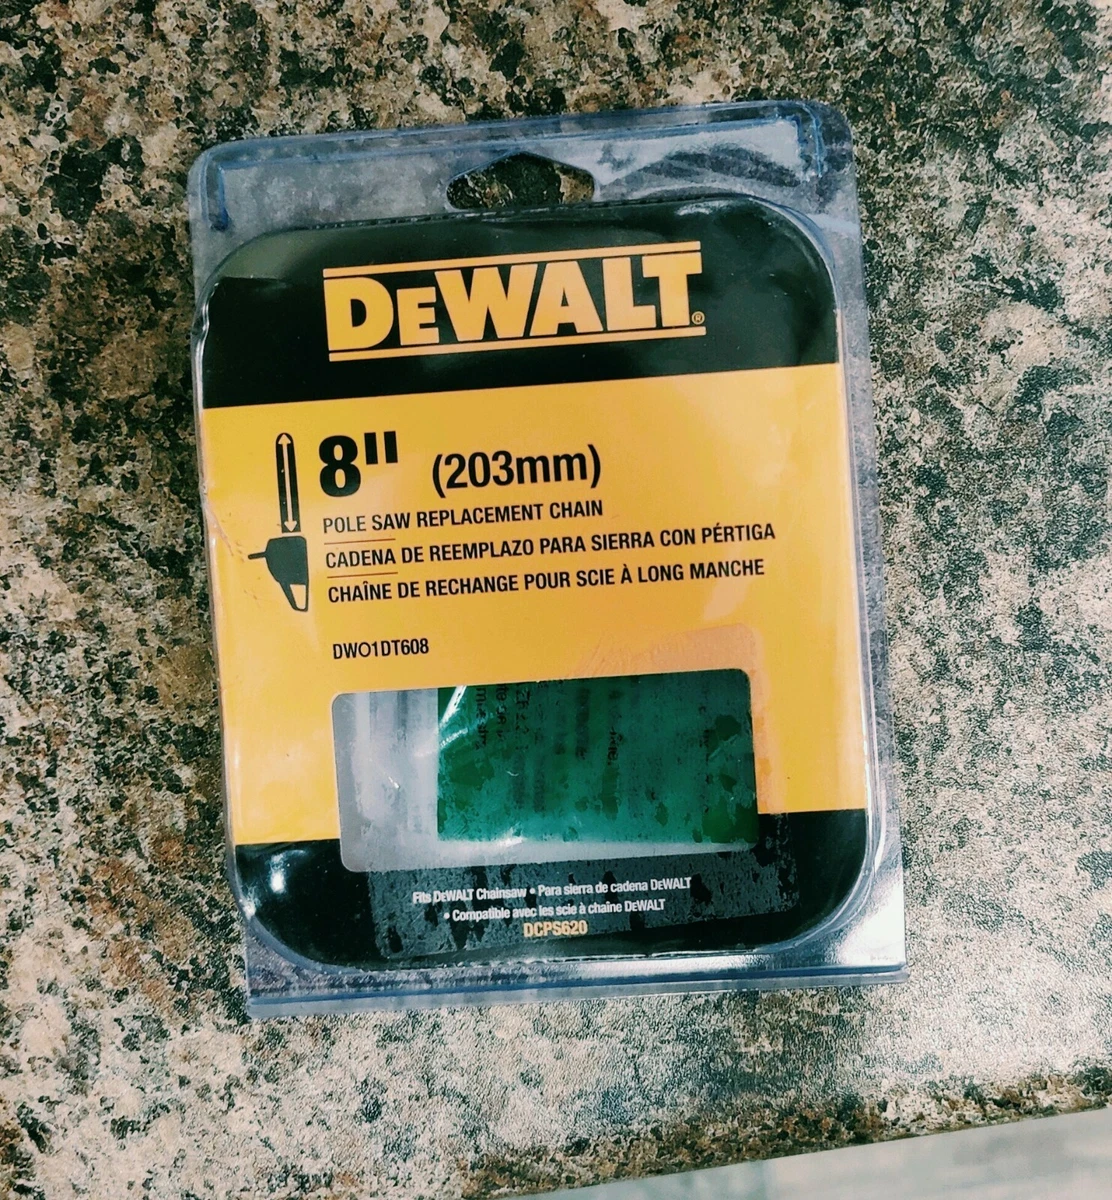 DEWALT®
8" (203mm)
POLE SAW REPLACEMENT CHAIN
CADENA DE REEMPLAZO PARA SIERRA CON PÉRTIGA
CHAÎNE DE RECHANGE POUR SCIE À LONG MANCHE
DWO1DT608
Fits DEWALT Chainsaw • Para sierra de cadena DEWALT
• Compatible avec les scie à chaîne DEWALT
DCPS620